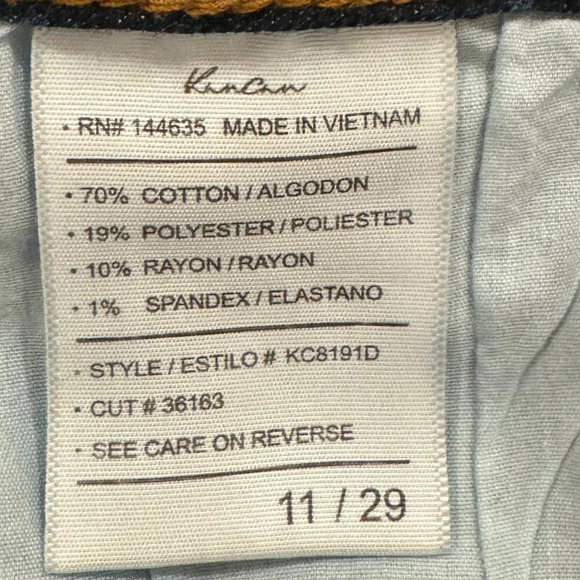 KanCan
• RN# 144635 MADE IN VIETNAM
• 70% COTTON / ALGODON
• 19% POLYESTER / POLIESTER
• 10% RAYON / RAYON
• 1% SPANDEX / ELASTANO
• STYLE / ESTILO # KC8191D
• CUT # 36163
• SEE CARE ON REVERSE
11 / 29